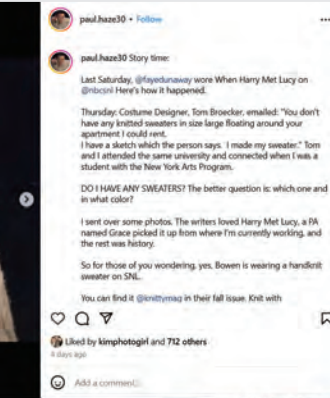 paul.haze30 • Follow
paul.haze30 Story time:
Last Saturday, @fayedunaway wore When Harry Met Lucy on
@nbcsnl Here's how it happened.
Thursday: Costume Designer, Tom Broecker, emailed: "You don't
have any knitted sweaters in size large floating around your
apartment I could rent.
I have a sketch which the person says. I made my sweater." Tom
and I attended the same university and connected when I was a
student with the New York Arts Program.
DO I HAVE ANY SWEATERS? The better question is: which one and
in what color?
I sent over some photos. The writers loved Harry Met Lucy, a PA
named Grace picked it up from where I'm currently working, and
the rest was history.
So for those of you wondering, yes, Bowen is wearing a handknit
sweater on SNL.
You can find it @knittymag in their fall issue. Knit with
Liked by kimphotogirl and 712 others
4 days ago
Add a comment...